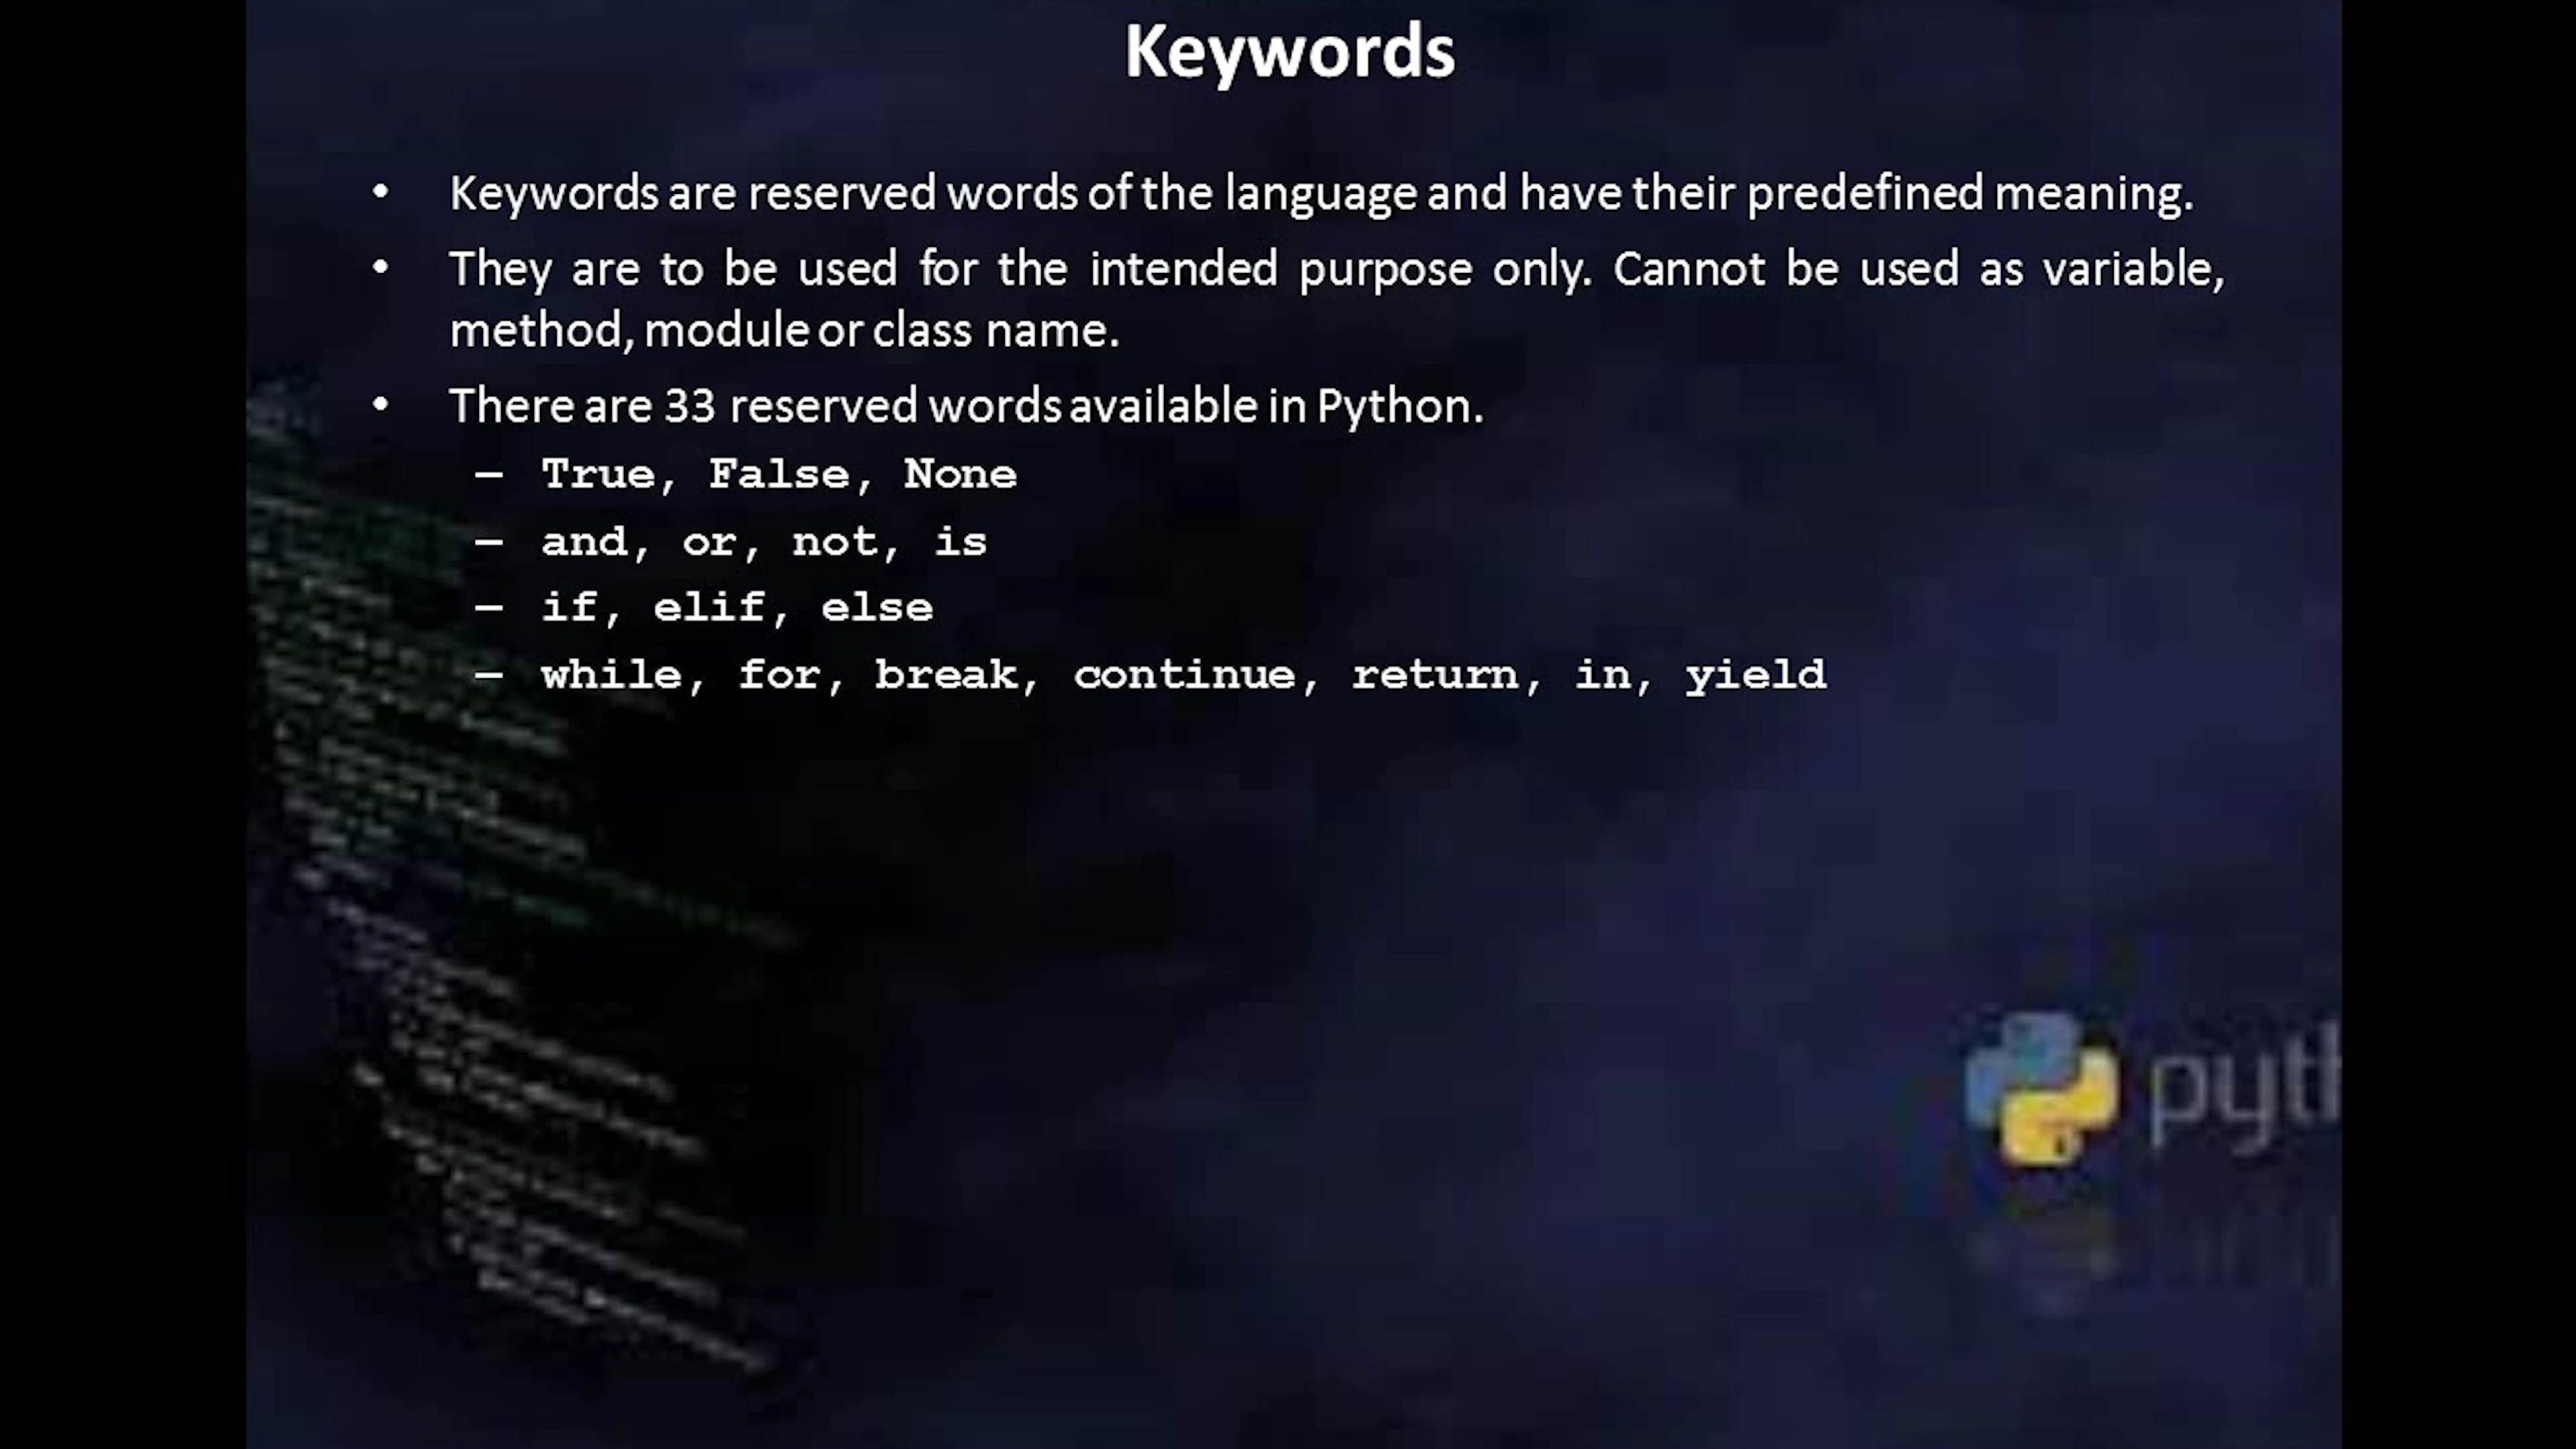 Keywords
• Keywords are reserved words of the language and have their predefined meaning.
• They are to be used for the intended purpose only. Cannot be used as variable,
method, module or class name.
• There are 33 reserved words available in Python.
– True, False, None
– and, or, not, is
– if, elif, else
– while, for, break, continue, return, in, yield
pyth